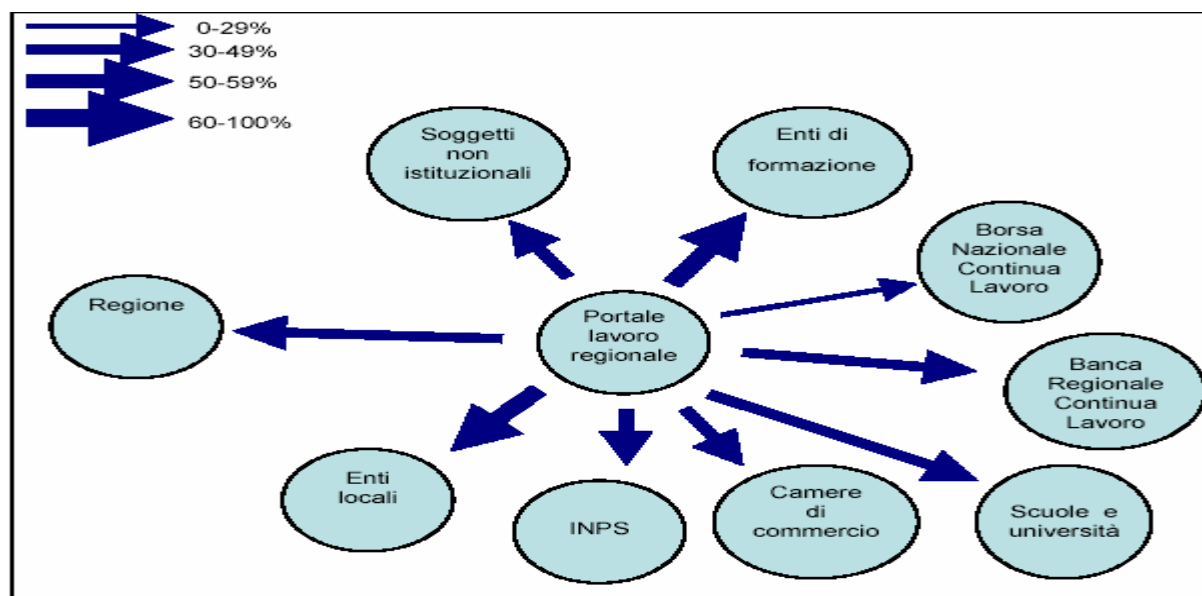 0-29%
30-49%
50-59%
60-100%
Soggetti
non
istituzionali
Enti di
formazione
Borsa
Nazionale
Continua
Lavoro
Regione
Portale
lavoro
regionale
Banca
Regionale
Continua
Lavoro
Enti
locali
INPS
Camere
di
commercio
Scuole e
università